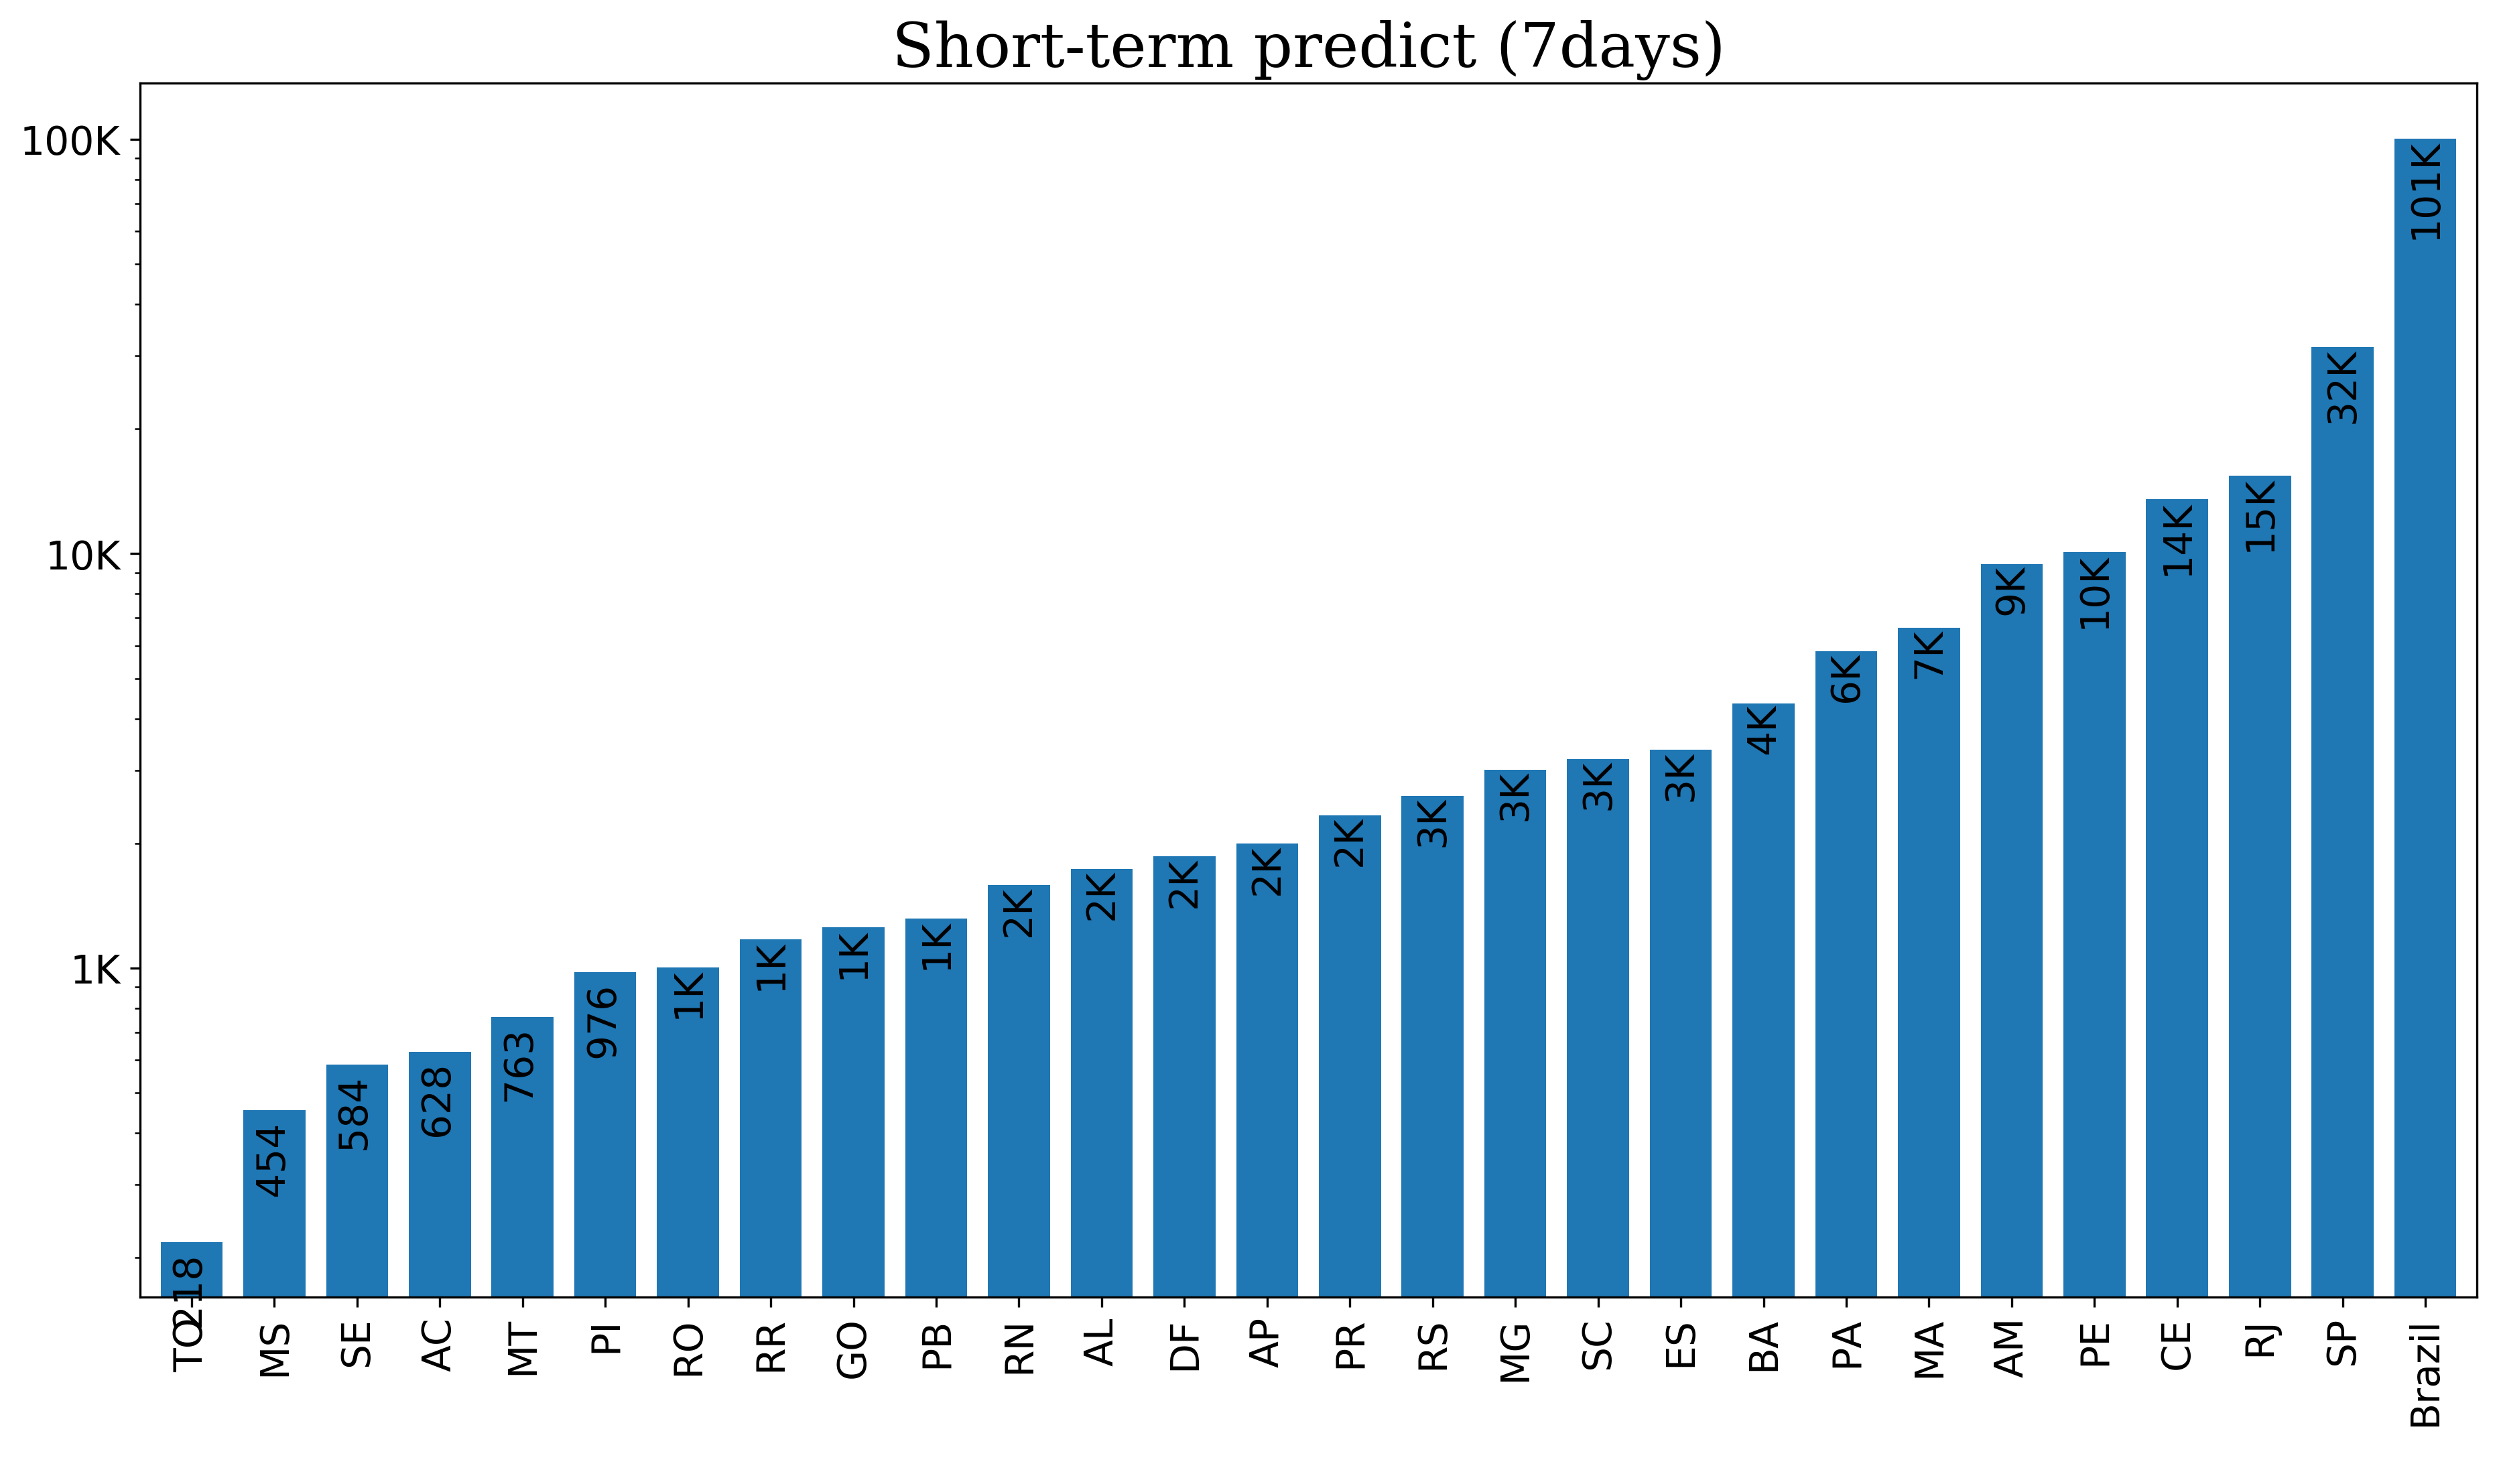 Short-term predict (7days)
100K
10K
1K
218
454
584
628
763
976
1K
1K
1K
1K
2K
2K
2K
2K
2K
3K
3K
3K
3K
4K
6K
7K
9K
10K
14K
15K
32K
101K
TO
MS
SE
AC
MT
PI
RO
RR
GO
PB
RN
AL
DF
AP
PR
RS
MG
SC
ES
BA
PA
MA
AM
PE
CE
RJ
SP
Brazil